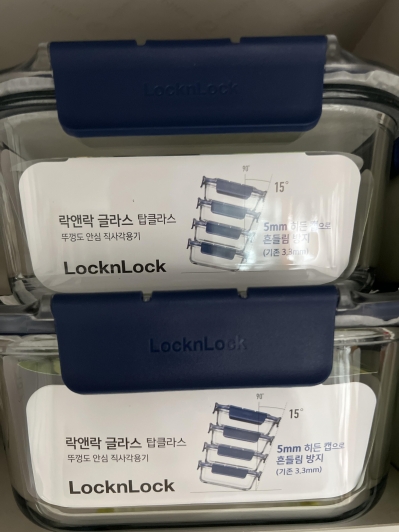 LocknLock
90°
15°
락앤락 글라스 탑클라스
뚜껑도 안심 직사각용기
5mm 히든 캡으로
흔들림 방지
(기존 3.3mm)
LocknLock
LocknLock
90°
15°
락앤락 글라스 탑클라스
뚜껑도 안심 직사각용기
5mm 히든 캡으로
흔들림 방지
(기존 3.3mm)
LocknLock